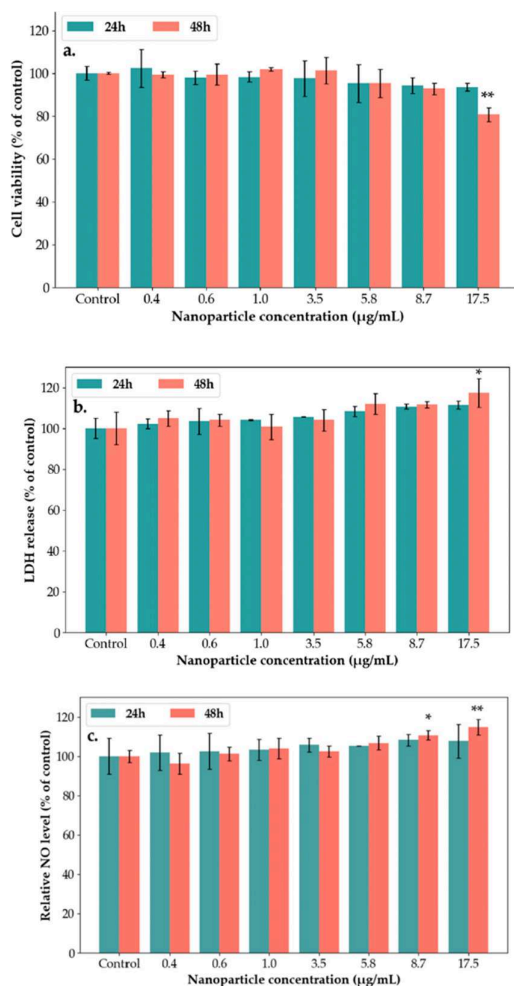 24h 48h
a.
120
100
80
60
40
20
0
**
Cell viability (% of control)
Control 0.4 0.6 1.0 3.5 5.8 8.7 17.5
Nanoparticle concentration (µg/mL)
24h 48h
b.
120
100
80
60
40
20
0
*
LDH release (% of control)
Control 0.4 0.6 1.0 3.5 5.8 8.7 17.5
Nanoparticle concentration (µg/mL)
24h 48h
c.
120
100
80
60
40
20
0
* **
Relative NO level (% of control)
Control 0.4 0.6 1.0 3.5 5.8 8.7 17.5
Nanoparticle concentration (µg/mL)